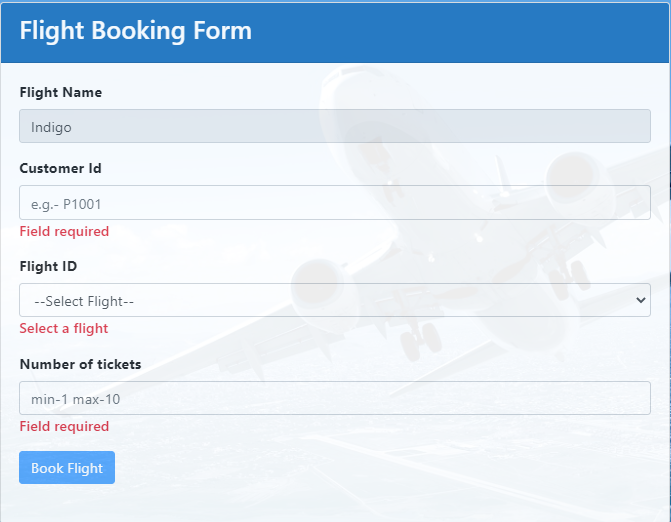 Flight Booking Form
Flight Name
Indigo
Customer Id
e.g.- P1001
Field required
Flight ID
--Select Flight--
Select a flight
Number of tickets
min-1 max-10
Field required
Book Flight